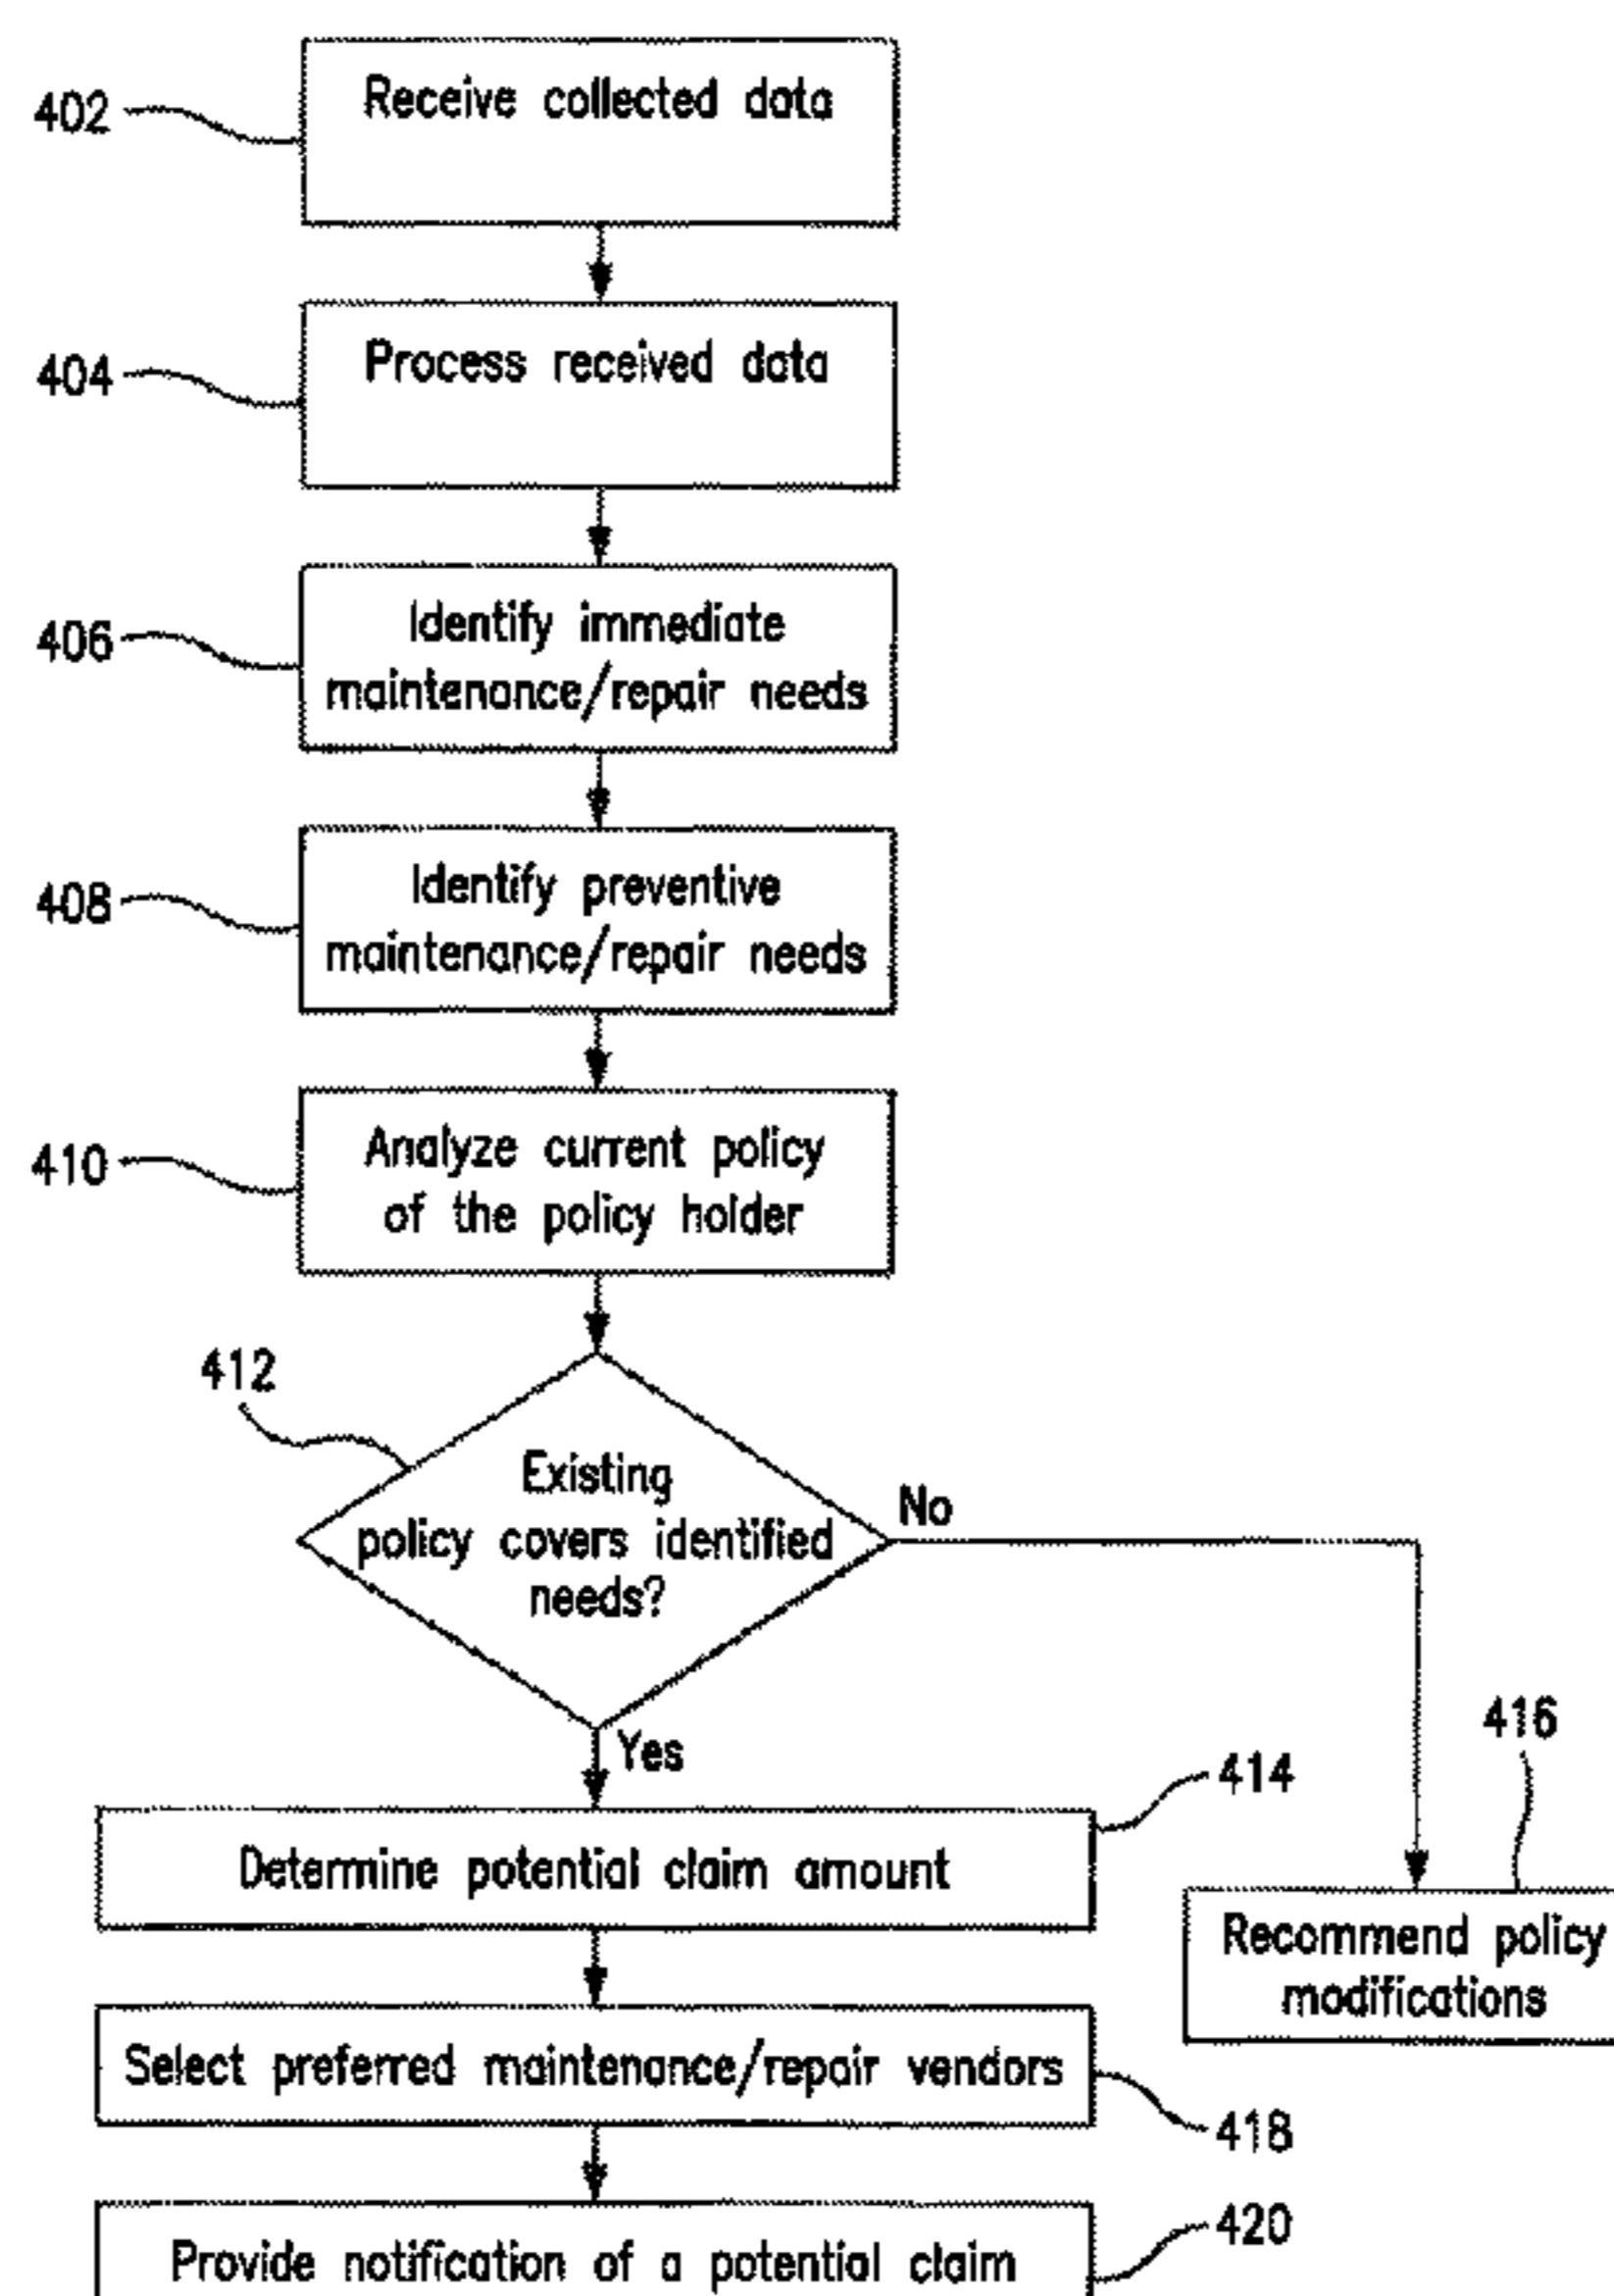 402
Receive collected data
404
Process received data
406
Identify immediate
maintenance/repair needs
408
Identify preventive
maintenance/repair needs
410
Analyze current policy
of the policy holder
412
Existing
policy covers identified
needs?
No
Yes
416
414
Determine potential claim amount
Recommend policy
modifications
Select preferred maintenance/repair vendors
418
420
Provide notification of a potential claim